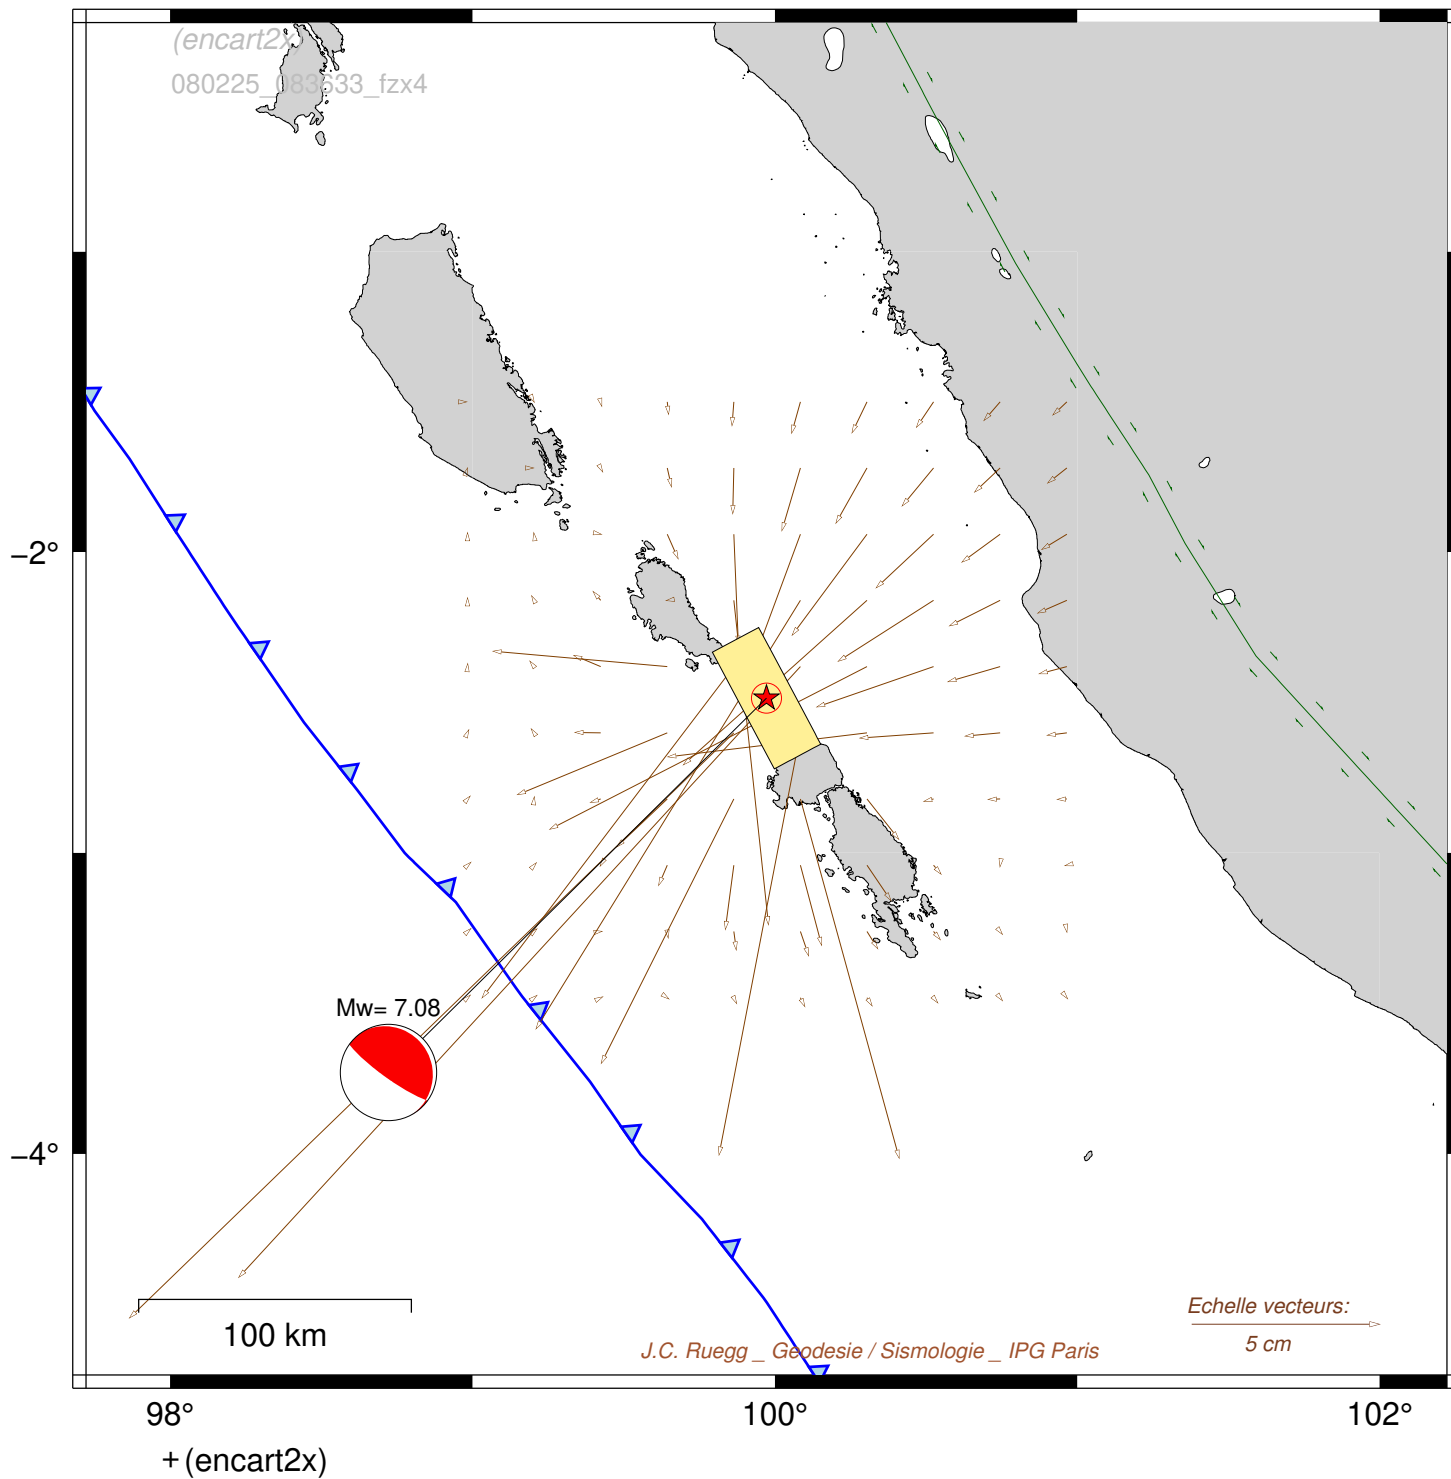 (encart2x)
080225_083633_fzx4
−2°
Mw= 7.08
−4°
100 km
Echelle vecteurs:
5 cm
J.C. Ruegg _ Geodesie / Sismologie _ IPG Paris
98°
100°
102°
+ (encart2x)